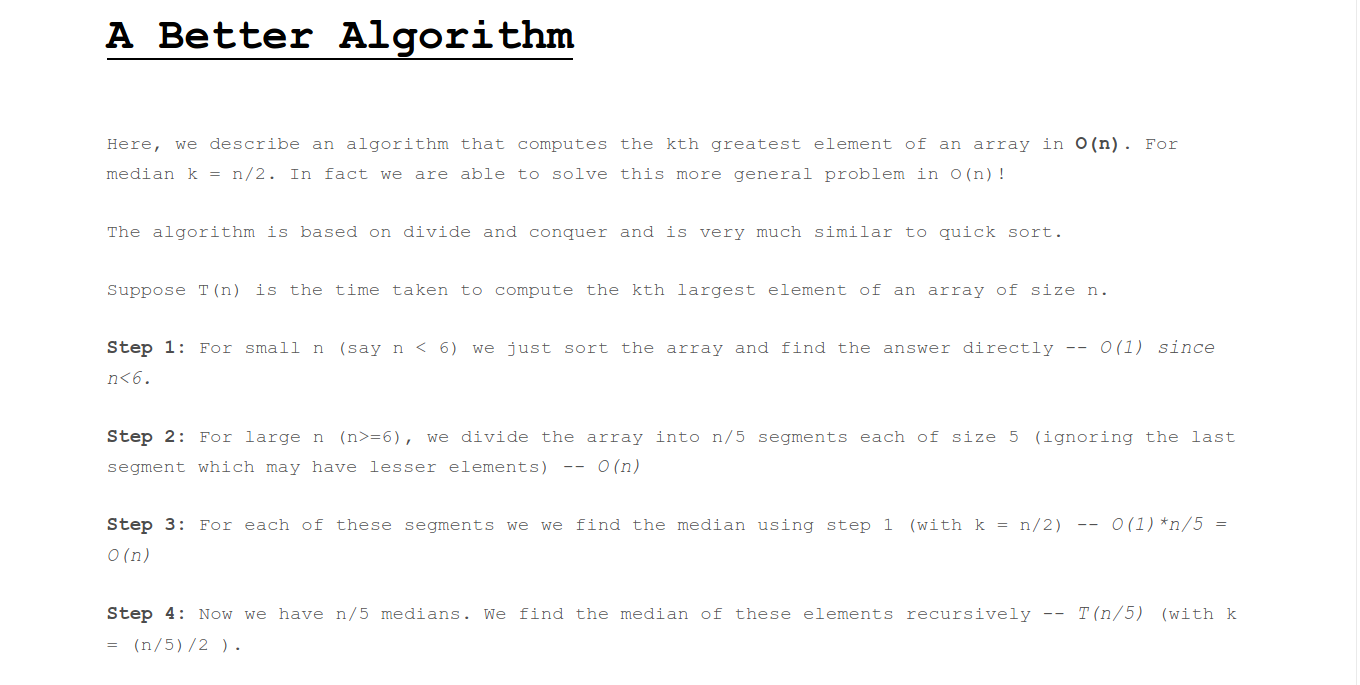 A Better Algorithm
Here, we describe an algorithm that computes the kth greatest element of an array in O(n). For
median k = n/2. In fact we are able to solve this more general problem in O(n)!
The algorithm is based on divide and conquer and is very much similar to quick sort.
Suppose T(n) is the time taken to compute the kth largest element of an array of size n.
Step 1: For small n (say n < 6) we just sort the array and find the answer directly -- O(1) since
n<6.
Step 2: For large n (n>=6), we divide the array into n/5 segments each of size 5 (ignoring the last
segment which may have lesser elements) -- O(n)
Step 3: For each of these segments we we find the median using step 1 (with k = n/2) -- O(1)*n/5 =
O(n)
Step 4: Now we have n/5 medians. We find the median of these elements recursively -- T(n/5) (with k
= (n/5)/2 ).